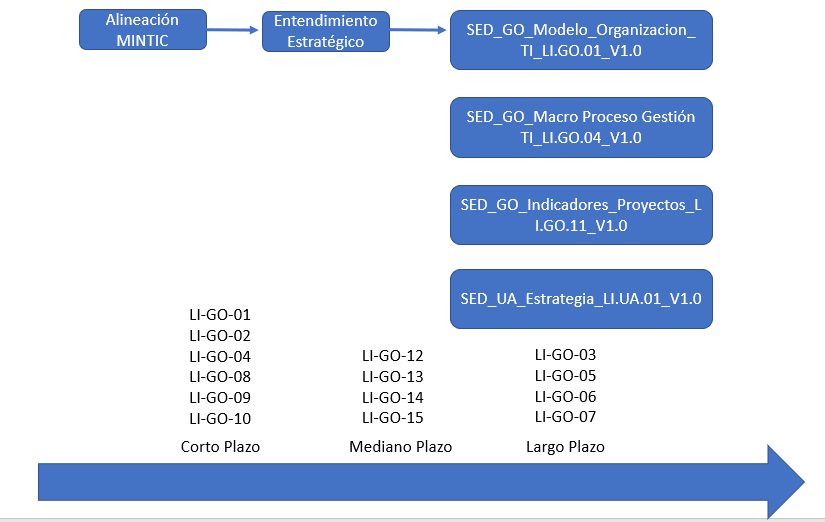 Alineación
MINTIC
Entendimiento
Estratégico
SED_GO_Modelo_Organizacion_
TI_LI.GO.01_V1.0
SED_GO_Macro Proceso Gestión
TI_LI.GO.04_V1.0
SED_GO_Indicadores_Proyectos_L
I.GO.11_V1.0
SED_UA_Estrategia_LI.UA.01_V1.0
LI-GO-01
LI-GO-02
LI-GO-04
LI-GO-08
LI-GO-09
LI-GO-10
Corto Plazo
LI-GO-12
LI-GO-13
LI-GO-14
LI-GO-15
Mediano Plazo
LI-GO-03
LI-GO-05
LI-GO-06
LI-GO-07
Largo Plazo